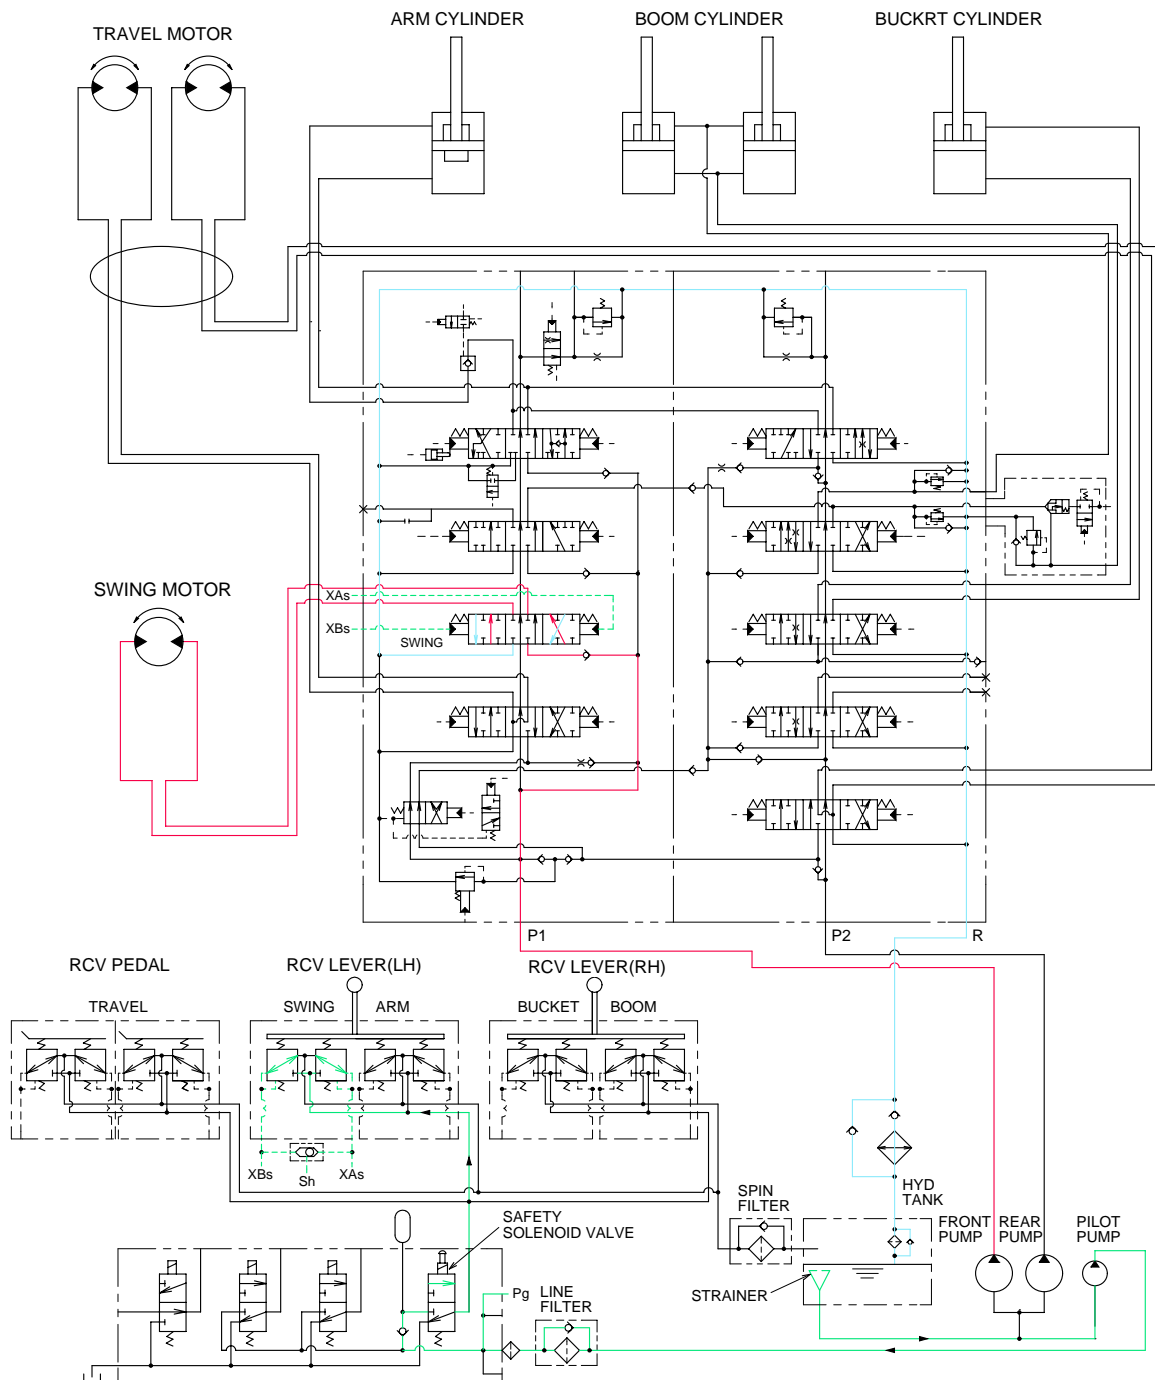 ARM CYLINDER
BOOM CYLINDER
BUCKRT CYLINDER
TRAVEL MOTOR
SWING MOTOR
XAs
XBs
SWING
P1
P2
R
RCV PEDAL
RCV LEVER(LH)
RCV LEVER(RH)
TRAVEL
SWING
ARM
BUCKET
BOOM
XBs
Sh
XAs
HYD
TANK
SPIN
FILTER
SAFETY
SOLENOID VALVE
FRONT
PUMP
REAR
PUMP
PILOT
PUMP
Pg
LINE
FILTER
STRAINER